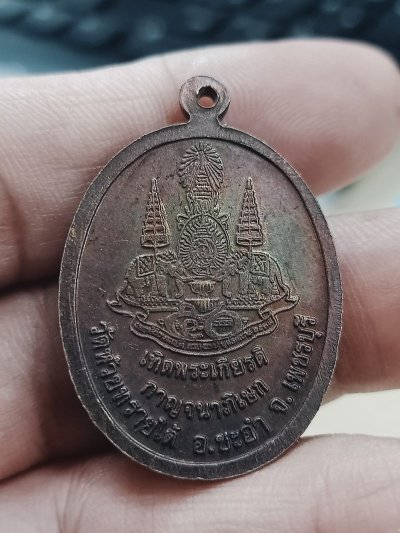 เทิดพระเกียรติ
กาญจนาภิเษก
วัดห้วยทรายใต้ อ.ชะอำ จ.เพชรบุรี